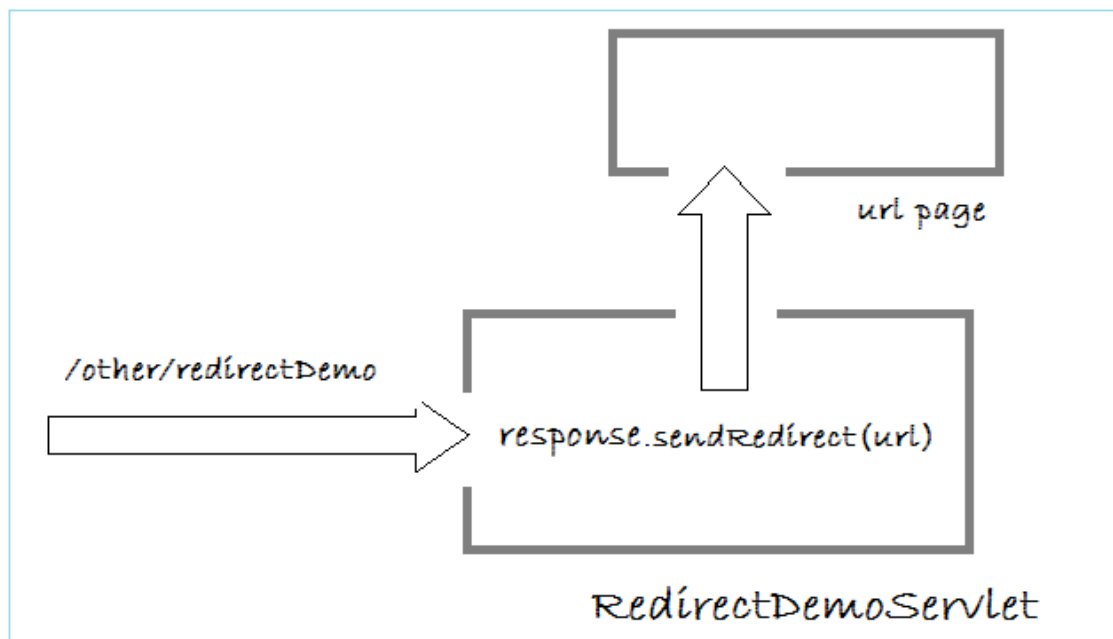 url page
/other/redirectDemo
response.sendRedirect(url)
RedirectDemoServlet